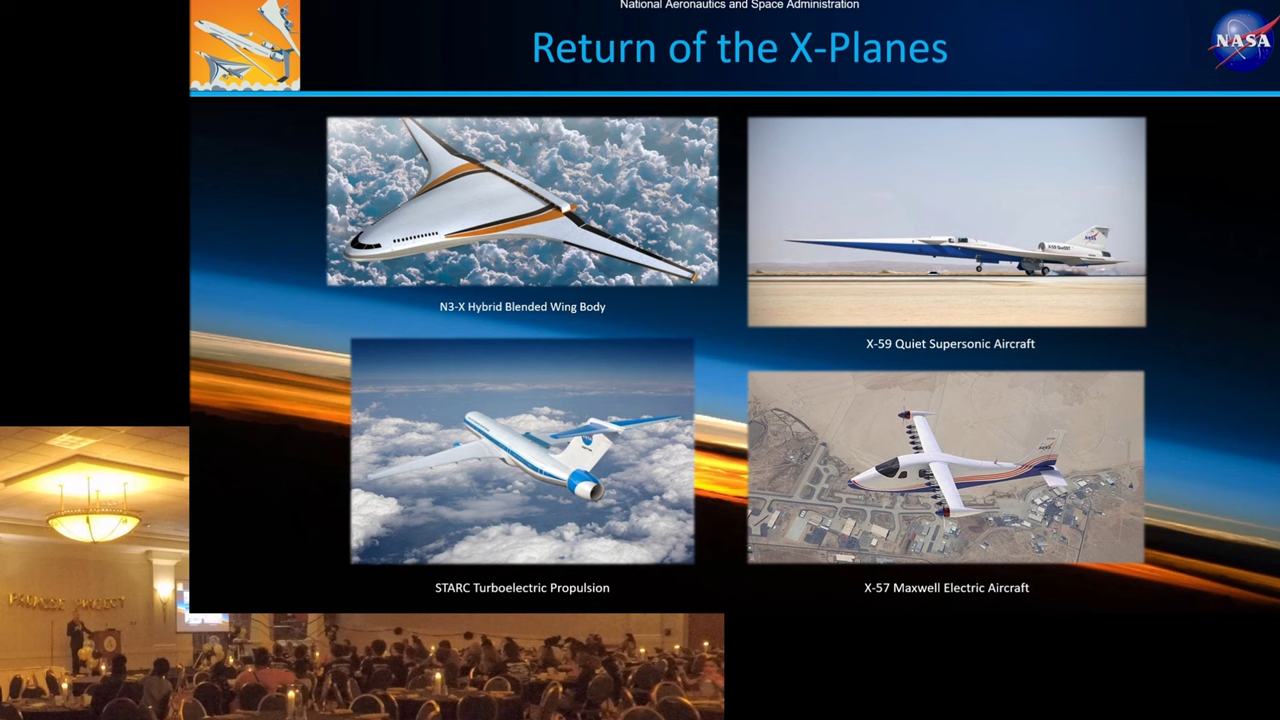 National Aeronautics and Space Administration
Return of the X-Planes
NASA
N3-X Hybrid Blended Wing Body
X-59 Quiet Supersonic Aircraft
STARC Turboelectric Propulsion
X-57 Maxwell Electric Aircraft
PROJECT